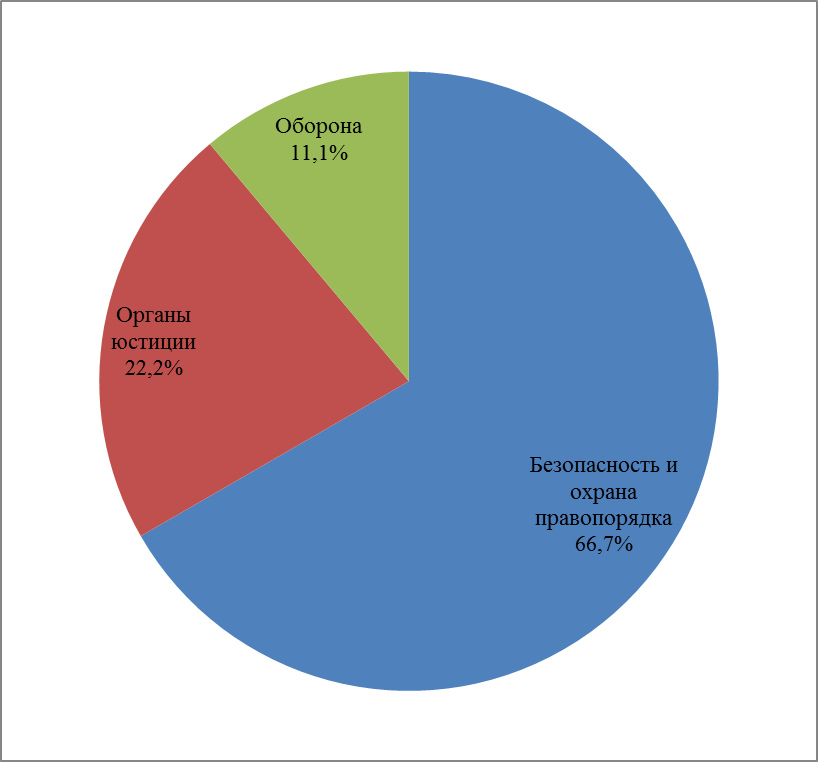 Оборона
11,1%
Органы
юстиции
22,2%
Безопасность и
охрана
правопорядка
66,7%